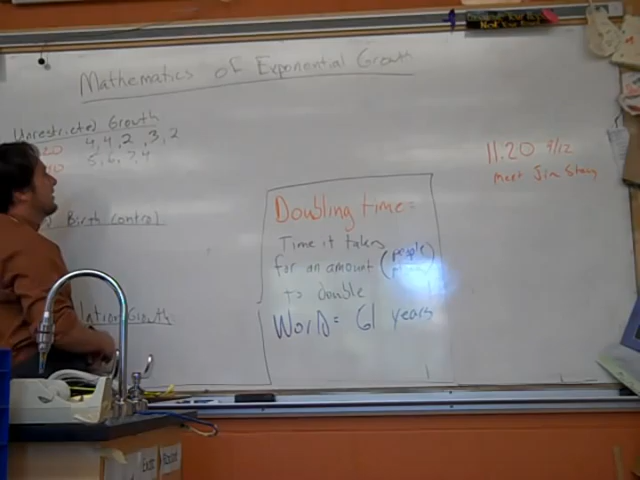 Mathematics of Exponential Growth
Unrestricted Growth
20 4, 4, 2, 3, 2
5, 6, 7, 4
Birth Control
Growth
Doubling time:
Time it takes
for an amount (people
to double
World= 61 years
11.20 9/12
meet Jim